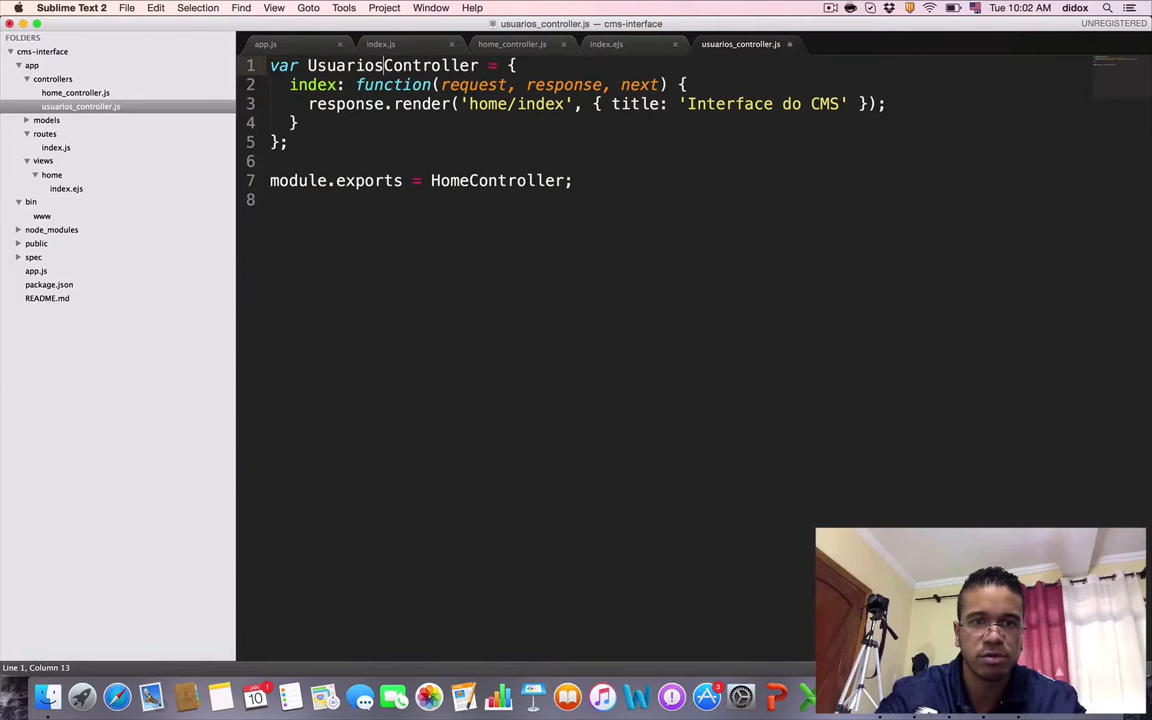 Sublime Text 2 File Edit Selection Find View Goto Tools Project Window Help Tue 10:02 AM didox
usuarios_controller.js — cms-interface UNREGISTERED
FOLDERS
cms-interface
app
controllers
home_controller.js
usuarios_controller.js
models
routes
index.js
views
home
index.ejs
bin
www
node_modules
public
spec
app.js
package.json
README.md
app.js index.js home_controller.js index.ejs usuarios_controller.js
1 var UsuariosController = {
2 index: function(request, response, next) {
3 response.render('home/index', { title: 'Interface do CMS' });
4 }
5 };
6
7 module.exports = HomeController;
8
Line 1, Column 13
10
1
3